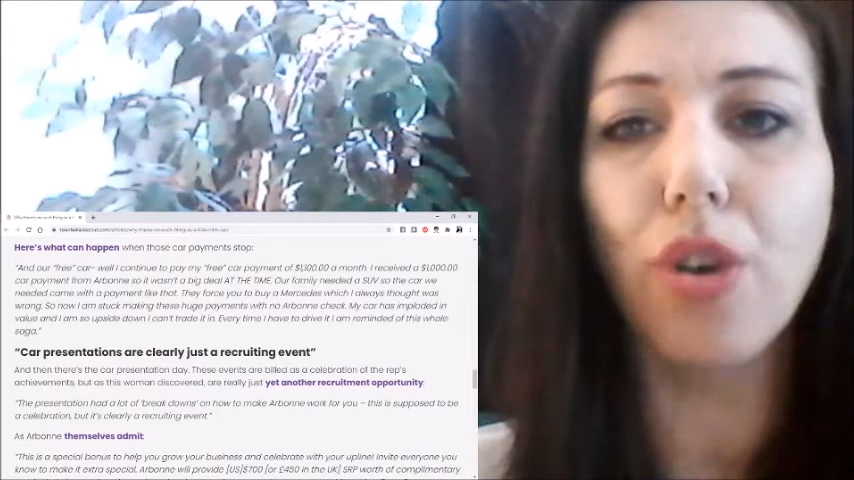 Here's what can happen when those car payments stop:
"And our "free" car- well I continue to pay my "free" car payment of $1,100.00 a month. I received a $1,000.00
car payment from Arbonne so it wasn't a big deal AT THE TIME. Our family needed a SUV so the car we
needed came with a payment like that. They force you to buy a Mercedes which I always thought was
wrong. So now I am stuck making these huge payments with no Arbonne check. My car has imploded in
value and I am so upside down I can't trade it in. Every time I have to drive it I am reminded of this whole
saga."
"Car presentations are clearly just a recruiting event"
And then there's the car presentation day. These events are billed as a celebration of the rep's
achievements, but as this woman discovered, are really just yet another recruitment opportunity:
"The presentation had a lot of 'break downs' on how to make Arbonne work for you – this is supposed to be
a celebration, but it's clearly a recruiting event."
As Arbonne themselves admit:
"This is a special bonus to help you grow your business and celebrate with your upline! Invite everyone you
know to make it extra special. Arbonne will provide [US]$700 [or £450 in the UK] SRP worth of complimentary